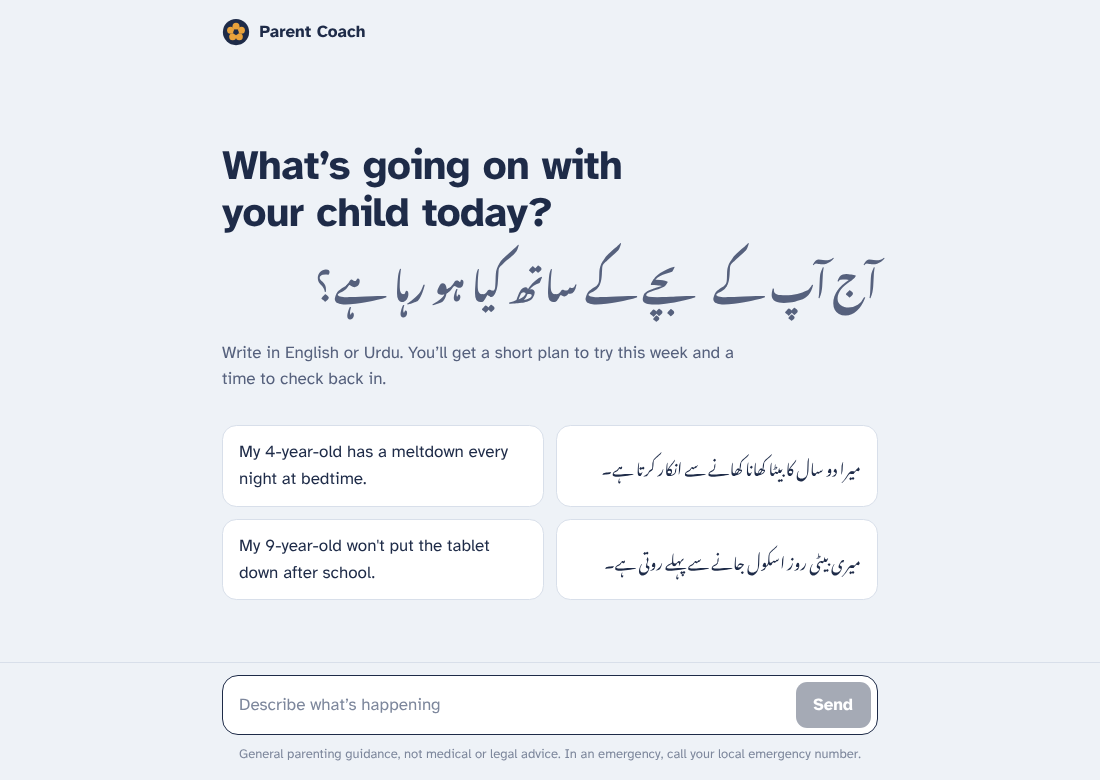 Parent Coach
What’s going on with
your child today?
آج آپ کے بچے کے ساتھ کیا ہو رہا ہے؟
Write in English or Urdu. You’ll get a short plan to try this week and a
time to check back in.
My 4-year-old has a meltdown every
night at bedtime.
میرا دو سال کا بیٹا کھانا کھانے سے انکار کرتا ہے۔
My 9-year-old won't put the tablet
down after school.
میری بیٹی روز اسکول جانے سے پہلے روتی ہے۔
Describe what’s happening
Send
General parenting guidance, not medical or legal advice. In an emergency, call your local emergency number.